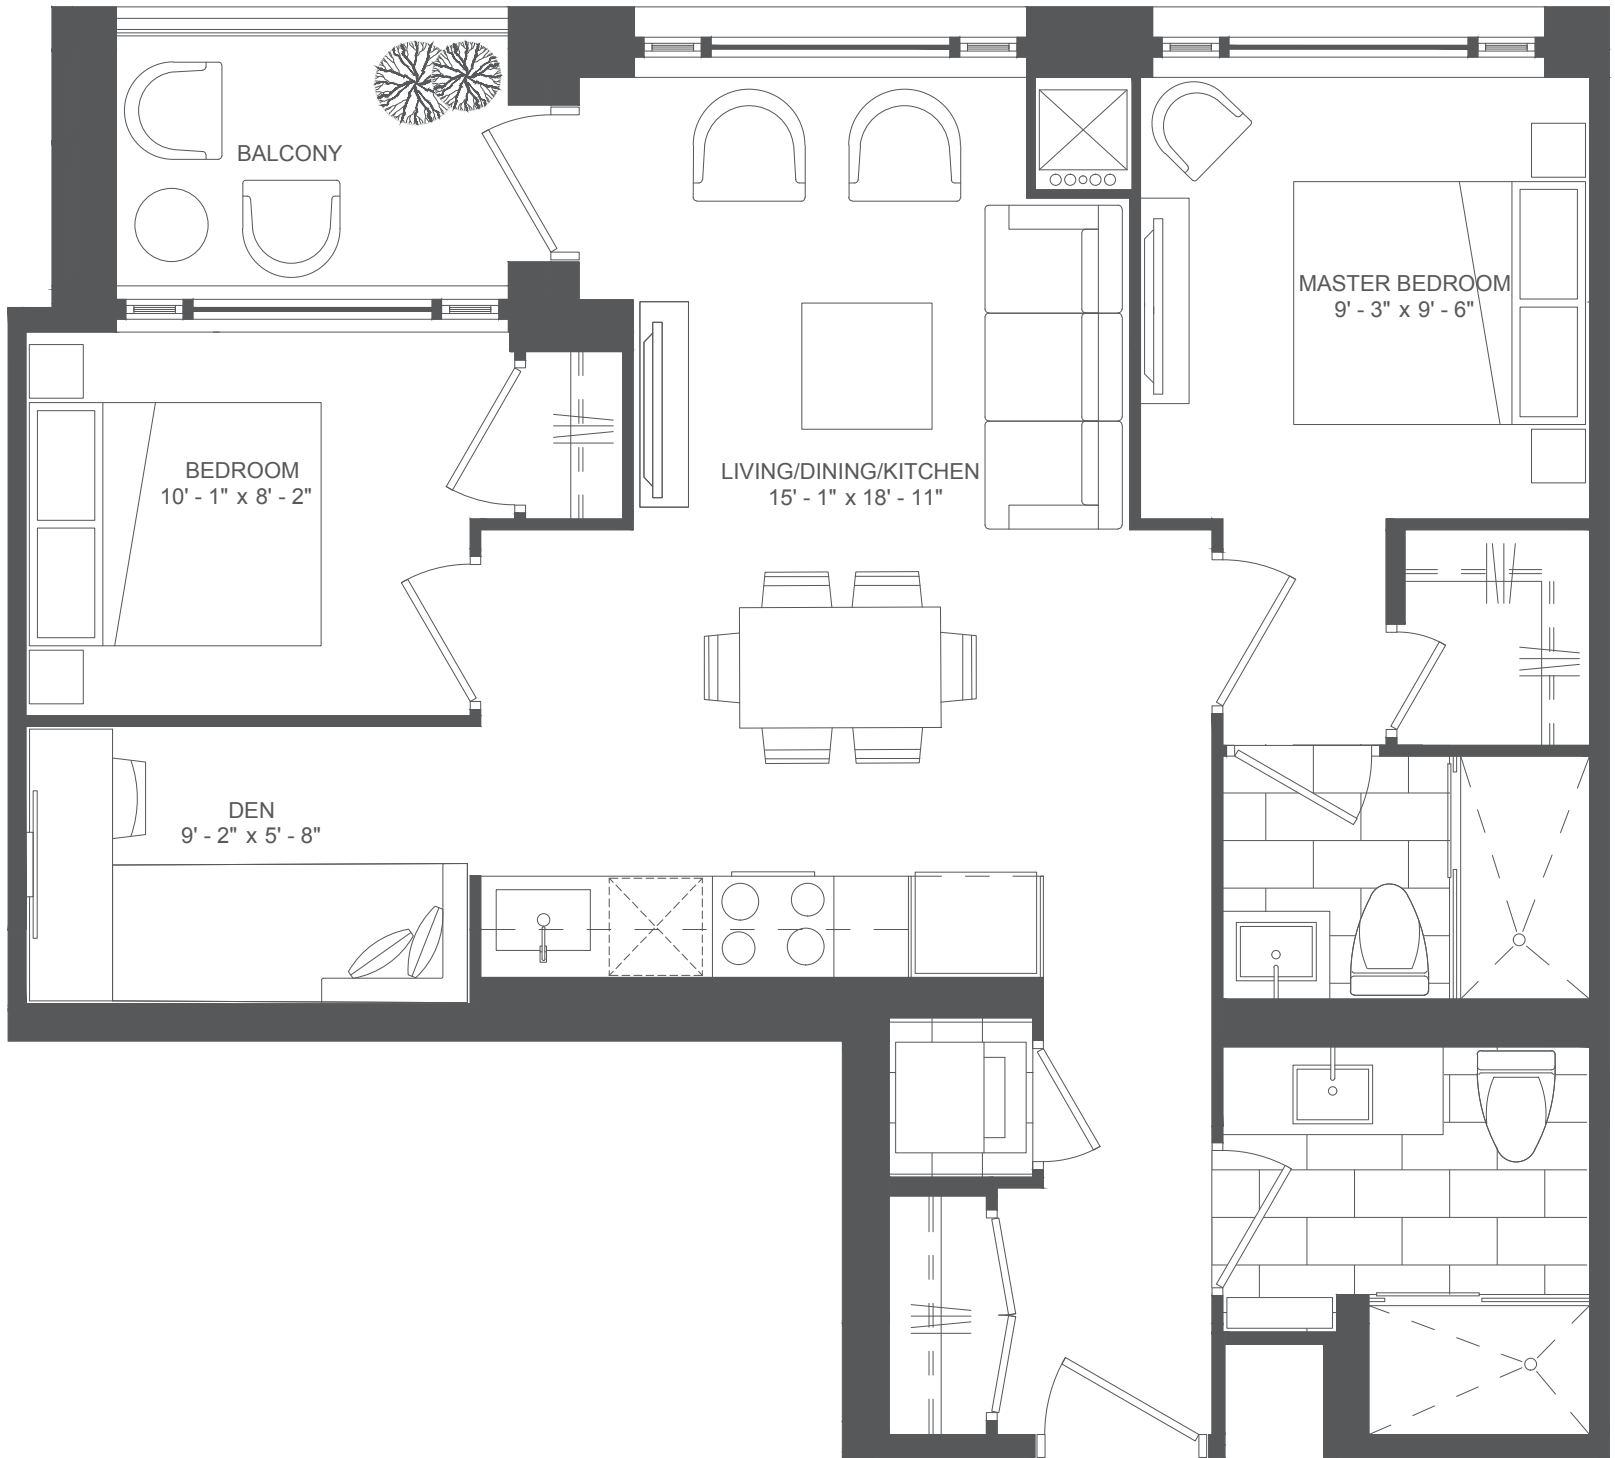 BALCONY
MASTER BEDROOM
9' - 3" x 9' - 6"
BEDROOM
10' - 1" x 8' - 2"
LIVING/DINING/KITCHEN
15' - 1" x 18' - 11"
DEN
9' - 2" x 5' - 8"